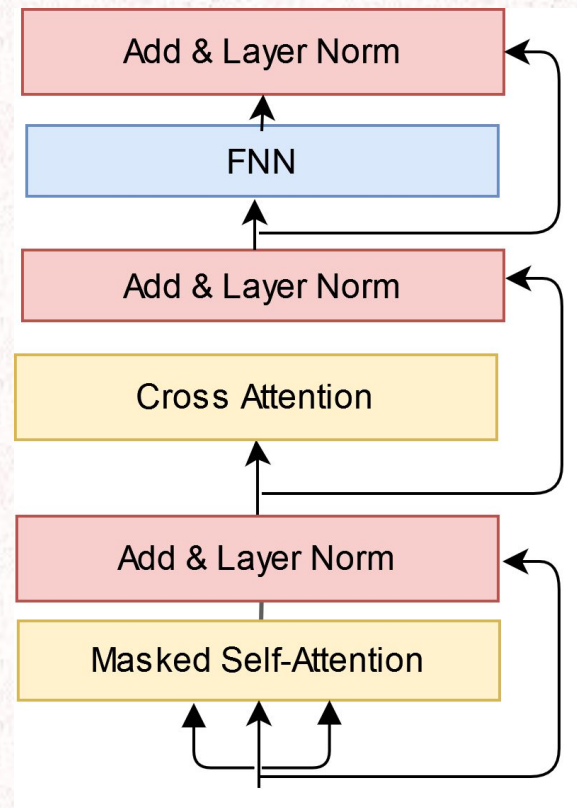 Add & Layer Norm
FNN
Add & Layer Norm
Cross Attention
Add & Layer Norm
Masked Self-Attention